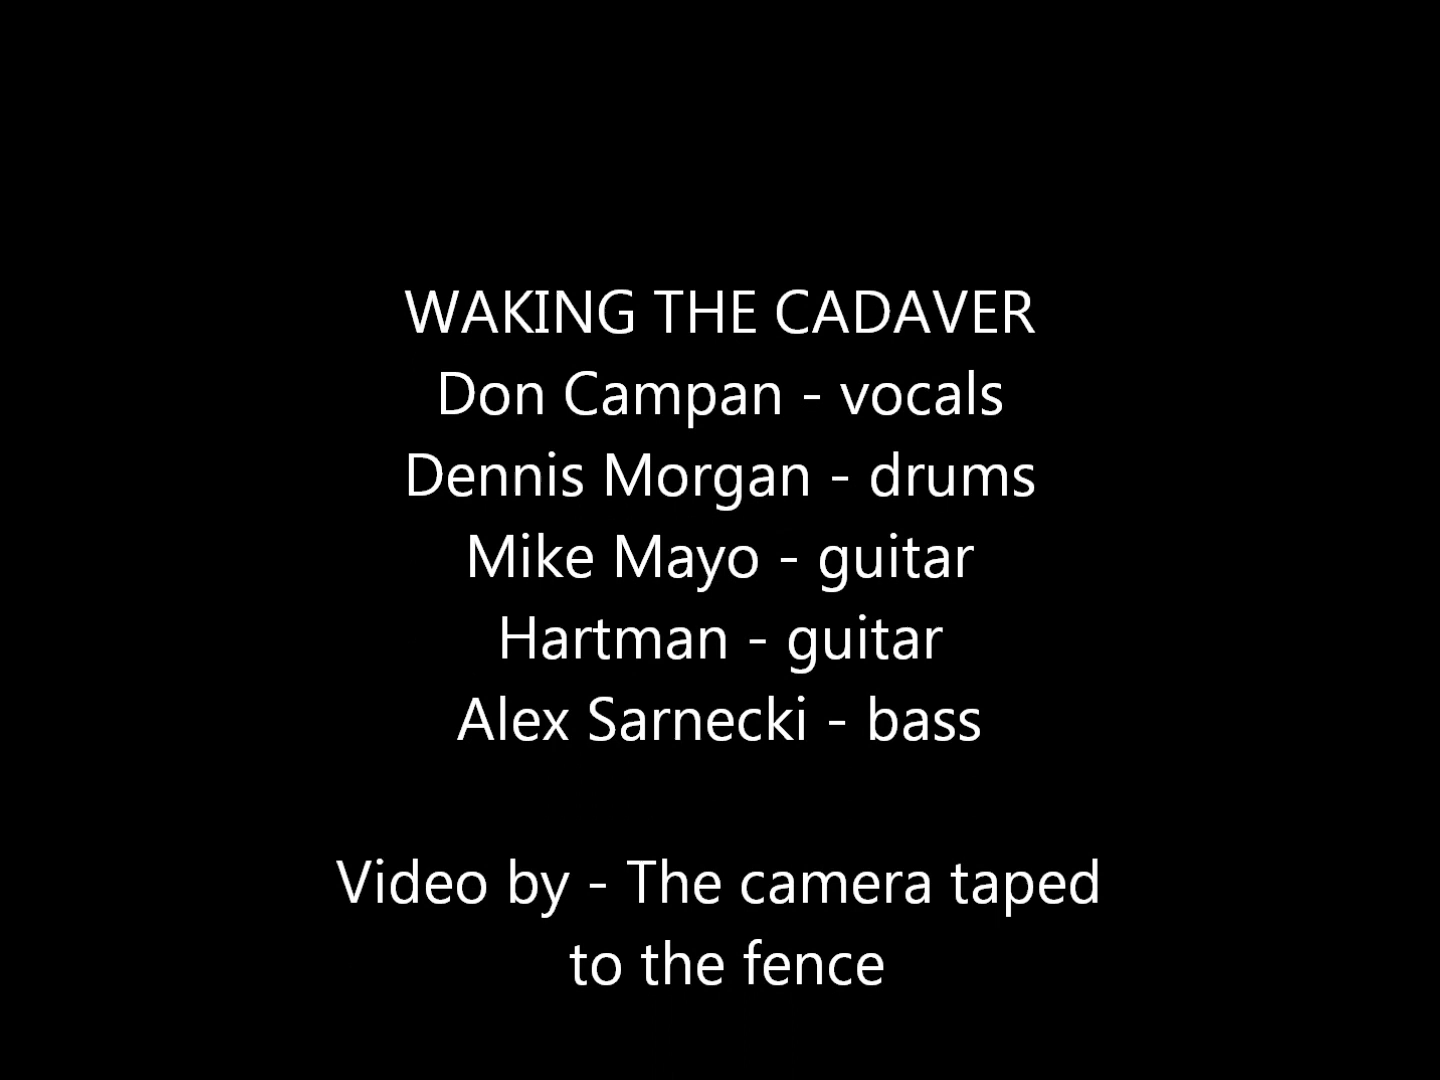 WAKING THE CADAVER
Don Campan - vocals
Dennis Morgan - drums
Mike Mayo - guitar
Hartman - guitar
Alex Sarnecki - bass
Video by - The camera taped
to the fence